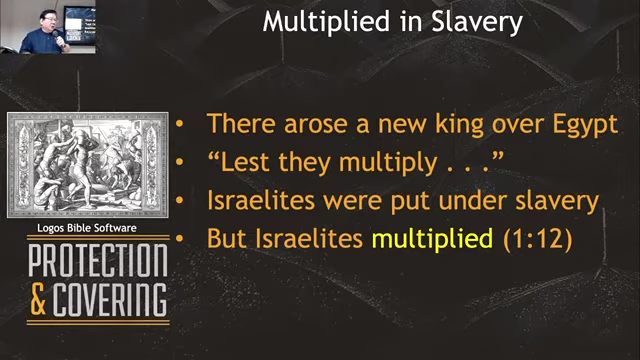 Multiplied in Slavery
• There arose a new king over Egypt
• “Lest they multiply . . .”
• Israelites were put under slavery
• But Israelites multiplied (1:12)
Logos Bible Software
PROTECTION
& COVERING